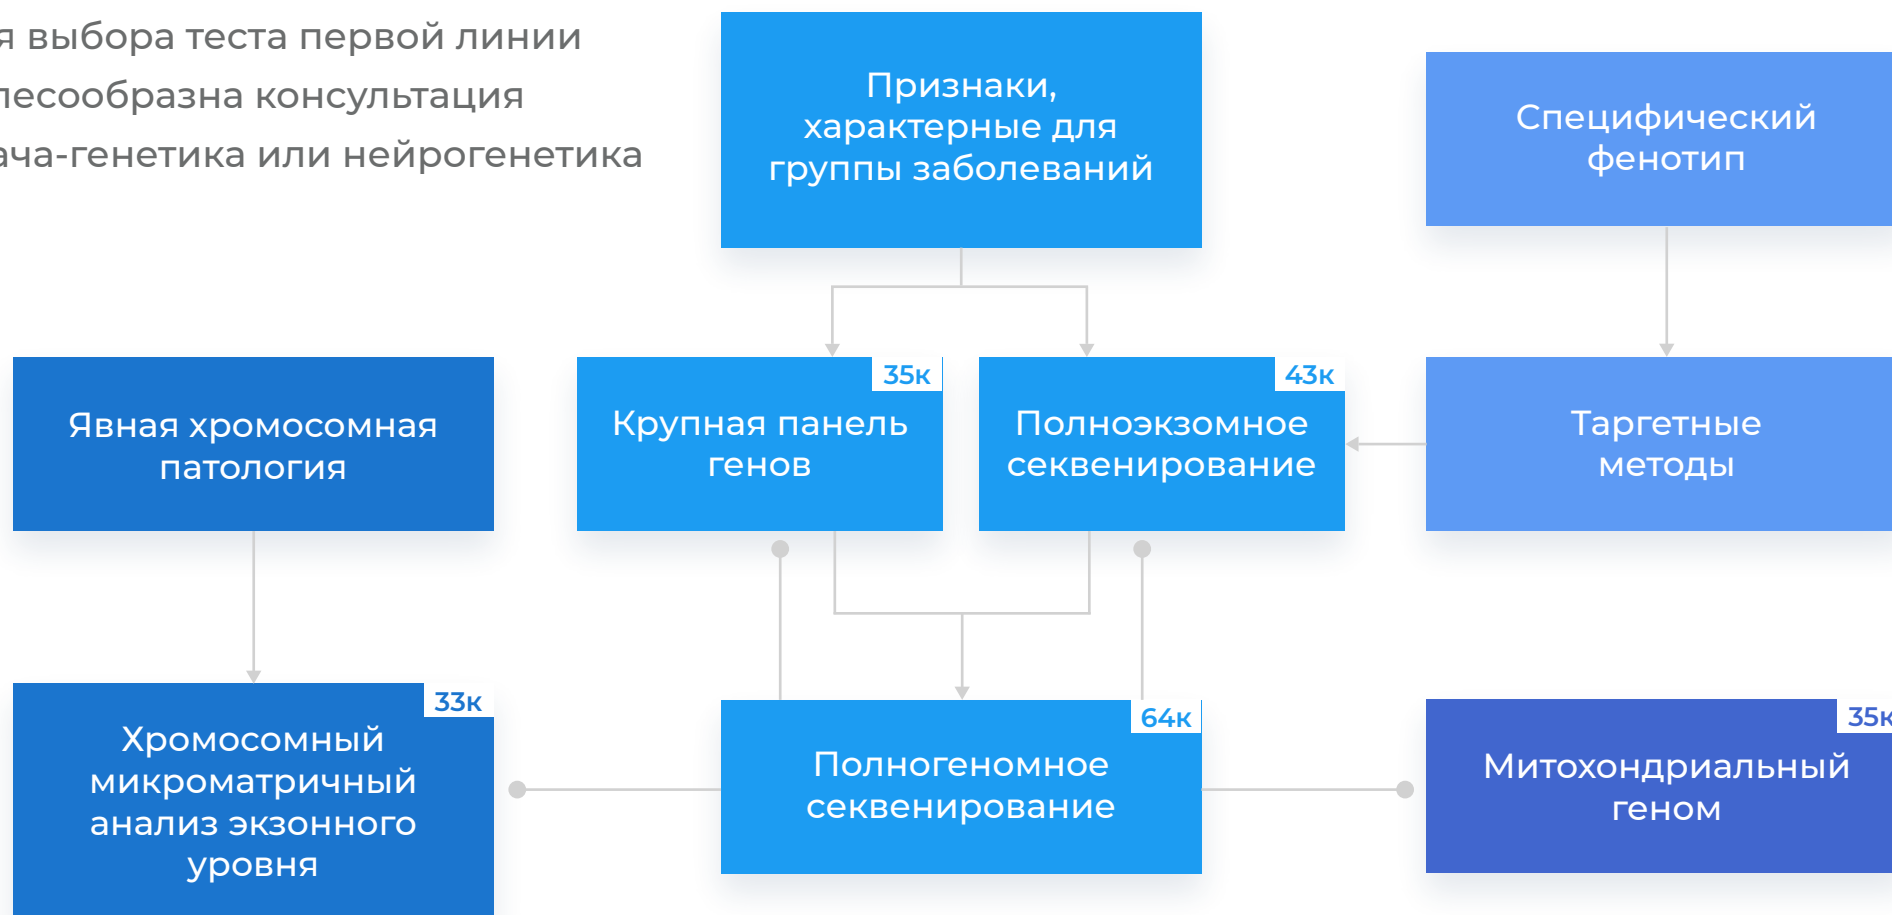 я выбора теста первой линии
лесообразна консультация
ача-генетика или нейрогенетика
Признаки,
характерные для
группы заболеваний
Специфический
фенотип
Явная хромосомная
патология
35к
Крупная панель
генов
43к
Полноэкзомное
секвенирование
Таргетные
методы
33к
Хромосомный
микроматричный
анализ экзонного
уровня
64к
Полногеномное
секвенирование
35к
Митохондриальный
геном